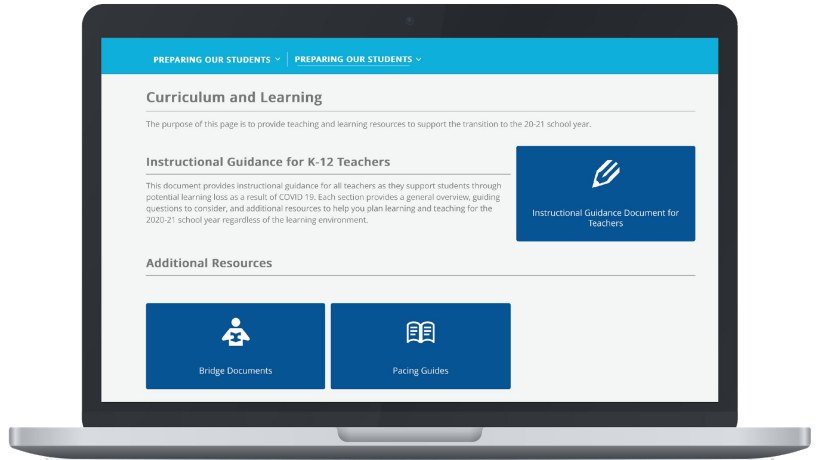 PREPARING OUR STUDENTS PREPARING OUR STUDENTS
Curriculum and Learning
The purpose of this page is to provide teaching and learning resources to support the transition to the 20-21 school year.
Instructional Guidance for K-12 Teachers
This document provides instructional guidance for all teachers as they support students through
potential learning loss as a result of COVID 19. Each section provides a general overview, guiding
questions to consider, and additional resources to help you plan learning and teaching for the
2020-21 school year regardless of the learning environment.
Instructional Guidance Document for
Teachers
Additional Resources
Bridge Documents
Pacing Guides